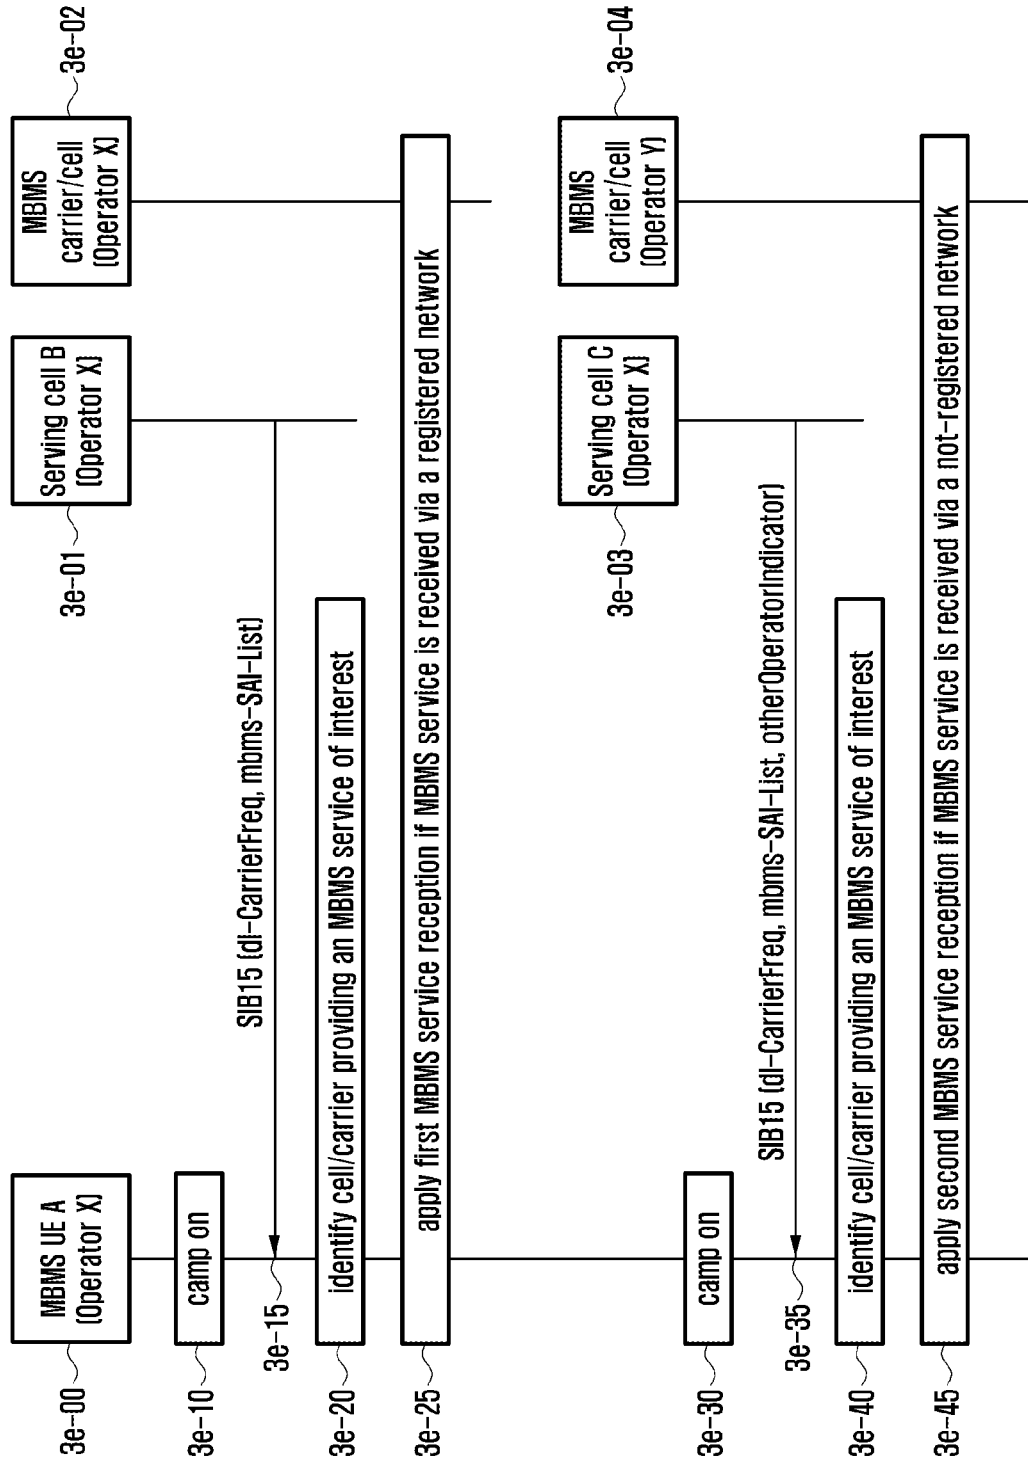 3e-00
MBMS UE A
(Operator X)
3e-01
Serving cell B
(Operator X)
MBMS
carrier/cell
(Operator X)
3e-02
3e-10
camp on
SIB15 (dl-CarrierFreq, mbms-SAI-List)
3e-15
3e-20
identify cell/carrier providing an MBMS service of interest
3e-25
apply first MBMS service reception if MBMS service is received via a registered network
3e-03
Serving cell C
(Operator X)
MBMS
carrier/cell
(Operator Y)
3e-04
3e-30
camp on
SIB15 (dl-CarrierFreq, mbms-SAI-List, otherOperatorIndicator)
3e-35
3e-40
identify cell/carrier providing an MBMS service of interest
3e-45
apply second MBMS service reception if MBMS service is received via a not-registered network